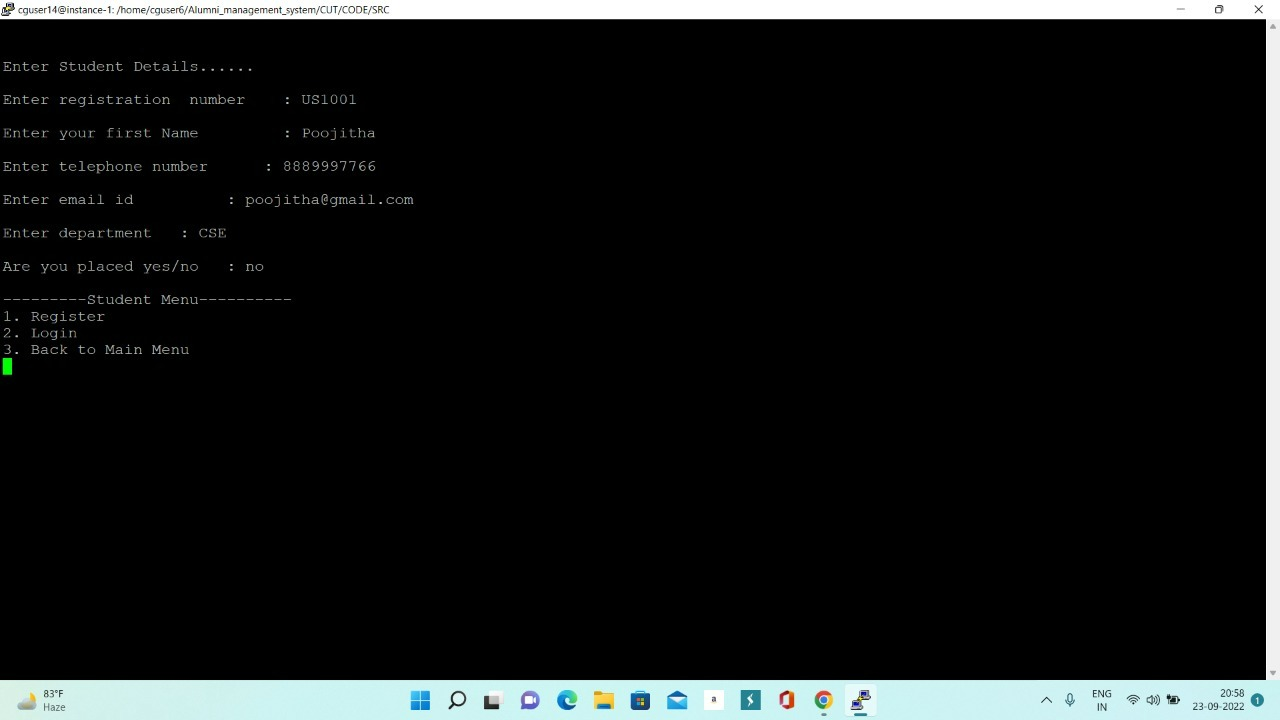 cguser14@instance-1: /home/cguser6/Alumni_management_system/CUT/CODE/SRC
Enter Student Details......
Enter registration  number    : US1001
Enter your first Name         : Poojitha
Enter telephone number      : 8889997766
Enter email id          : poojitha@gmail.com
Enter department   : CSE
Are you placed yes/no   : no
---------Student Menu----------
1. Register
2. Login
3. Back to Main Menu
83°F
Haze
a
ENG
IN
20:58
23-09-2022
1